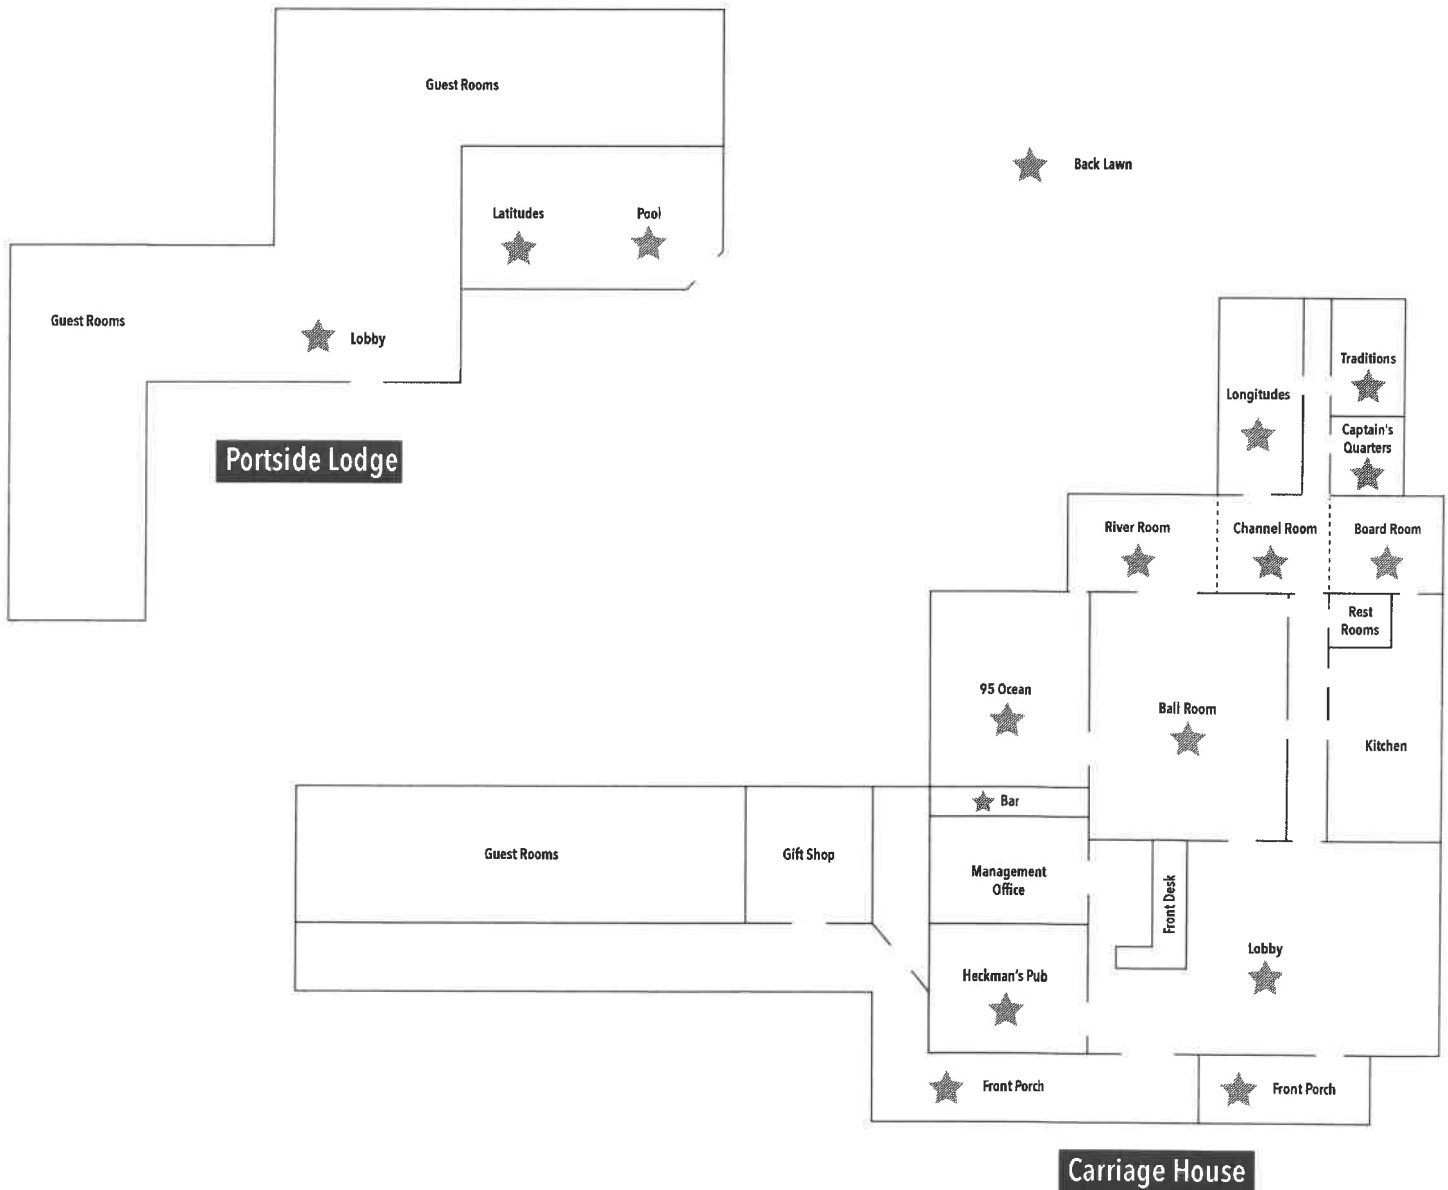 Guest Rooms
Back Lawn
Latitudes
Pool
Guest Rooms
Lobby
Portside Lodge
Traditions
Longitudes
Captain's
Quarters
River Room
Channel Room
Board Room
Rest
Rooms
95 Ocean
Ball Room
Kitchen
Bar
Guest Rooms
Gift Shop
Management
Office
Front Desk
Lobby
Heckman's Pub
Front Porch
Front Porch
Carriage House